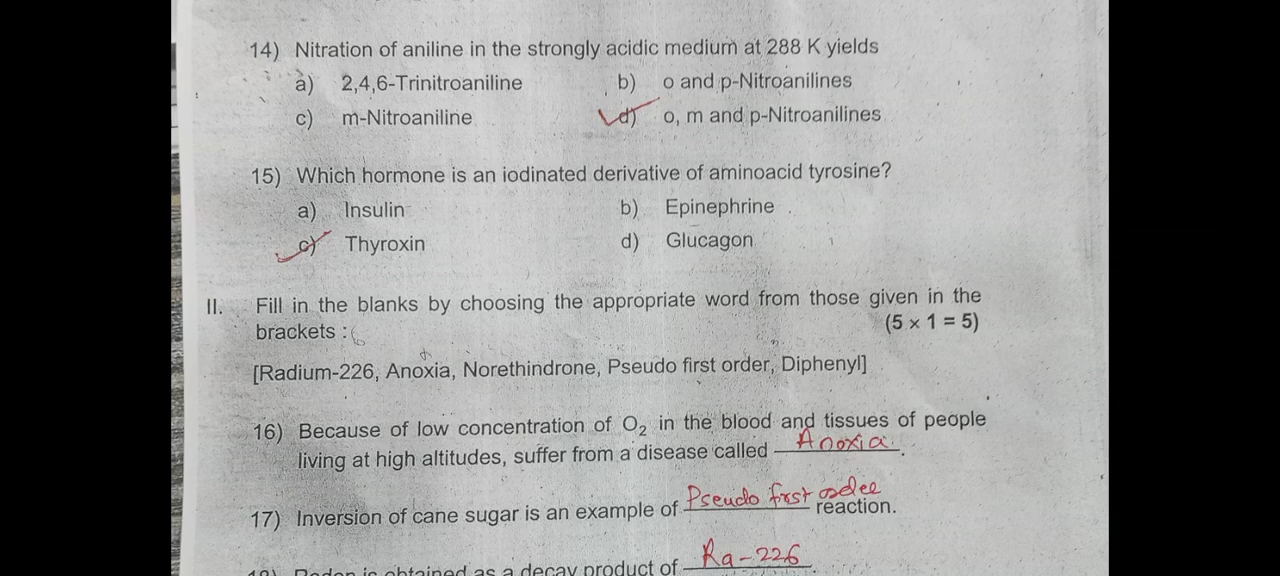 14) Nitration of aniline in the strongly acidic medium at 288 K yields
a) 2,4,6-Trinitroaniline b) o and p-Nitroanilines
c) m-Nitroaniline d) o, m and p-Nitroanilines
15) Which hormone is an iodinated derivative of aminoacid tyrosine?
a) Insulin b) Epinephrine
c) Thyroxin d) Glucagon
II. Fill in the blanks by choosing the appropriate word from those given in the
brackets : (5 × 1 = 5)
[Radium-226, Anoxia, Norethindrone, Pseudo first order, Diphenyl]
16) Because of low concentration of O₂ in the blood and tissues of people
living at high altitudes, suffer from a disease called Anoxia.
17) Inversion of cane sugar is an example of Pseudo first order reaction.
18) Radon is obtained as a decay product of Ra-226.